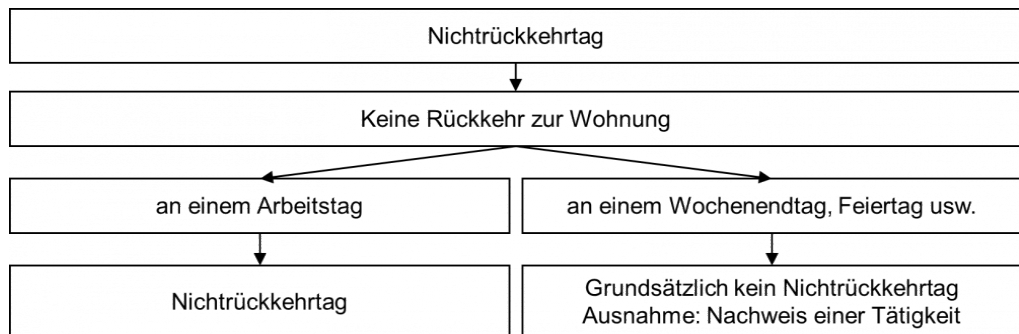 Nichtrückkehrtag
Keine Rückkehr zur Wohnung
an einem Arbeitstag
an einem Wochenendtag, Feiertag usw.
Nichtrückkehrtag
Grundsätzlich kein Nichtrückkehrtag
Ausnahme: Nachweis einer Tätigkeit